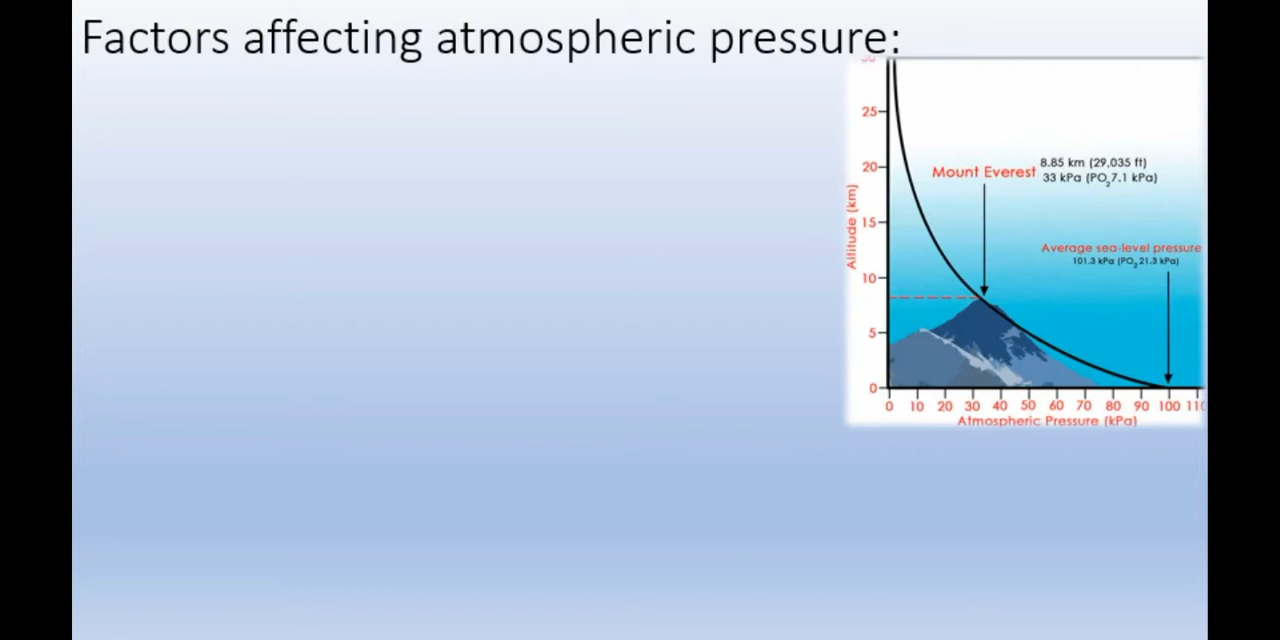 Factors affecting atmospheric pressure:
30
25
20
15
10
5
0
Altitude (km)
Mount Everest
8.85 km (29,035 ft)
33 kPa (PO2 7.1 kPa)
Average sea-level pressure
101.3 kPa (PO2 21.3 kPa)
0 10 20 30 40 50 60 70 80 90 100 110
Atmospheric Pressure (kPa)